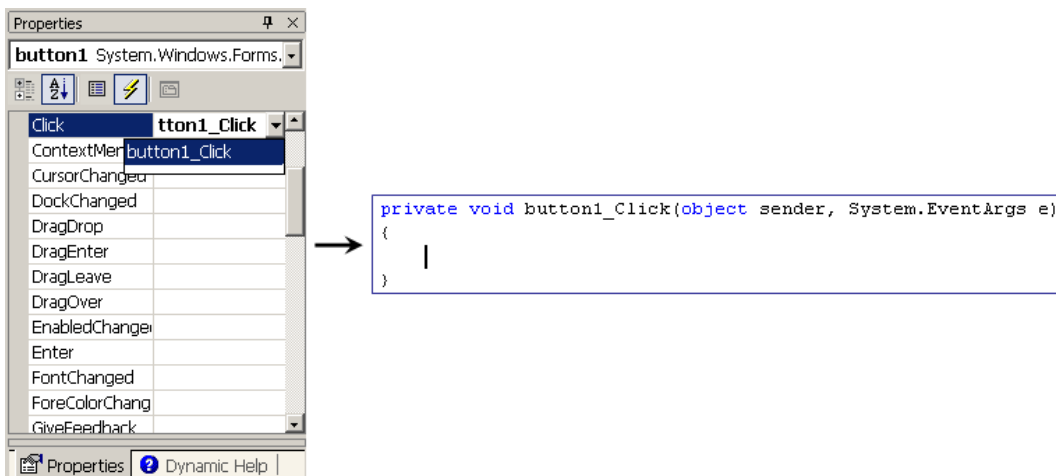 Properties
button1 System.Windows.Forms.
Click tton1_Click
ContextMen button1_Click
CursorChanged
DockChanged
DragDrop
DragEnter
DragLeave
DragOver
EnabledChange
Enter
FontChanged
ForeColorChang
GiveFeedback
Properties Dynamic Help
private void button1_Click(object sender, System.EventArgs e)
{
}